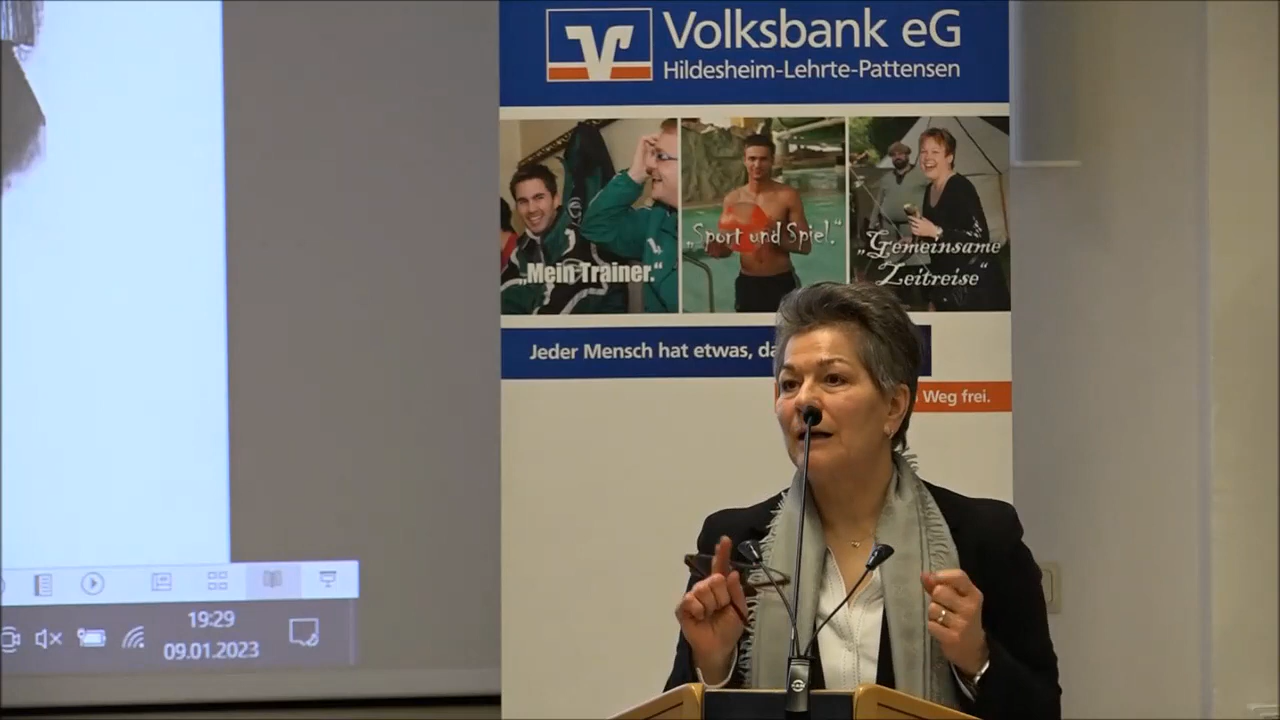 Volksbank eG
Hildesheim-Lehrte-Pattensen
„Mein Trainer.“
„Sport und Spiel.“
„Gemeinsame
Zeitreise“
Jeder Mensch hat etwas,
Weg frei.
19:29
09.01.2023